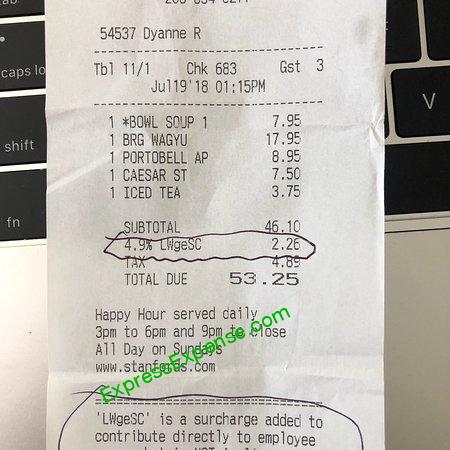 54537 Dyanne R
Tbl 11/1 Chk 683 Gst 3
Jul19'18 01:15PM
1 *BOWL SOUP 1 7.95
1 BRG WAGYU 17.95
1 PORTOBELL AP 8.95
1 CAESAR ST 7.50
1 ICED TEA 3.75
SUBTOTAL 46.10
4.9% LWgeSC 2.26
TAX 4.89
TOTAL DUE 53.25
Happy Hour served daily
3pm to 6pm and 9pm to close
All Day on Sundays
www.stanfords.com
ExpressExpense.com
'LWgeSC' is a surcharge added to
contribute directly to employee
caps lo
shift
fn
V